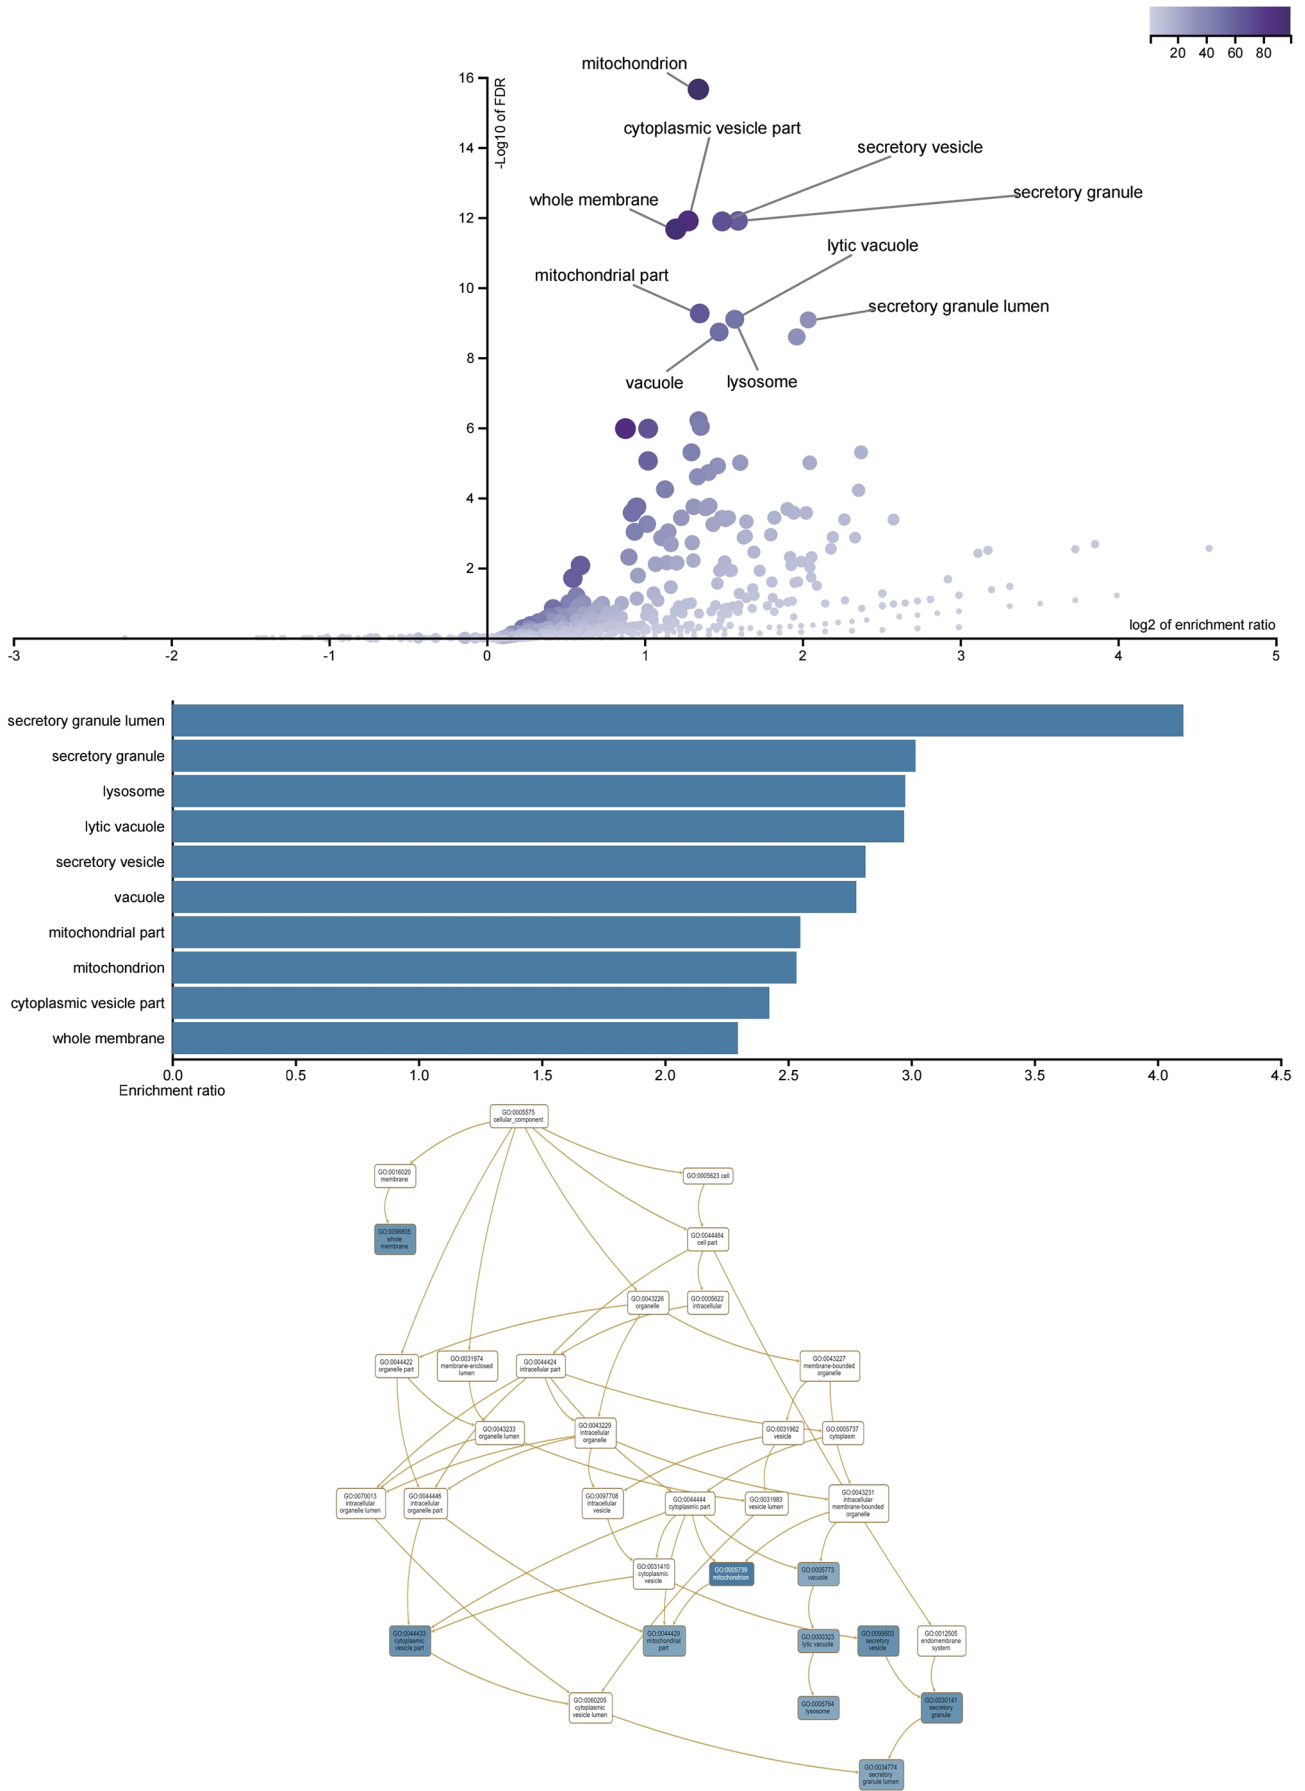 20 40 60 80
mitochondrion
16
-Log10 of FDR
cytoplasmic vesicle part
14
secretory vesicle
secretory granule
whole membrane
12
lytic vacuole
mitochondrial part
10
secretory granule lumen
8
vacuole
lysosome
6
4
2
log2 of enrichment ratio
-3 -2 -1 0 1 2 3 4 5
secretory granule lumen
secretory granule
lysosome
lytic vacuole
secretory vesicle
vacuole
mitochondrial part
mitochondrion
cytoplasmic vesicle part
whole membrane
0.0 0.5 1.0 1.5 2.0 2.5 3.0 3.5 4.0 4.5
Enrichment ratio
GO:0005575
cellular_component
GO:0016020
membrane
GO:0005623 cell
GO:0098805
whole
membrane
GO:0044464
cell part
GO:0043226
organelle
GO:0005622
intracellular
GO:0044422
organelle part
GO:0031974
membrane-enclosed
lumen
GO:0044424
intracellular part
GO:0043227
membrane-bounded
organelle
GO:0043233
organelle lumen
GO:0043229
intracellular
organelle
GO:0031982
vesicle
GO:0005737
cytoplasm
GO:0070013
intracellular
organelle lumen
GO:0044446
intracellular
organelle part
GO:0097708
intracellular
vesicle
GO:0044444
cytoplasmic part
GO:0031983
vesicle lumen
GO:0043231
intracellular
membrane-bounded
organelle
GO:0031410
cytoplasmic
vesicle
GO:0005739
mitochondrion
GO:0005773
vacuole
GO:0044433
cytoplasmic
vesicle part
GO:0044429
mitochondrial
part
GO:0000323
lytic vacuole
GO:0099503
secretory
vesicle
GO:0012505
endomembrane
system
GO:0060205
cytoplasmic
vesicle lumen
GO:0005764
lysosome
GO:0030141
secretory
granule
GO:0034774
secretory
granule lumen